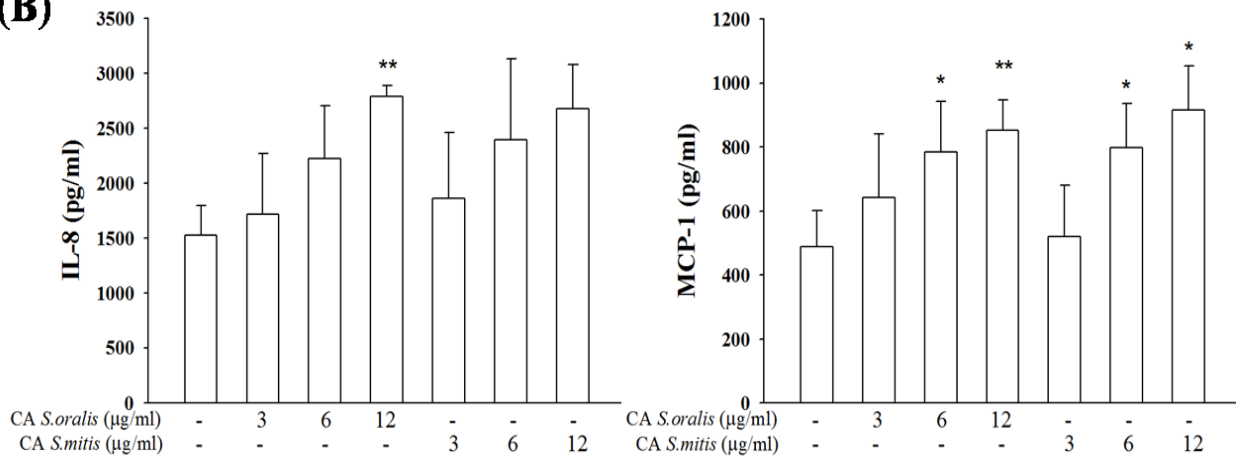 (B)
3500
3000
2500
2000
1500
1000
500
0
IL-8 (pg/ml)
**
CA S.oralis (μg/ml) - 3 6 12 - - -
CA S.mitis (μg/ml) - - - - 3 6 12
1200
1000
800
600
400
200
0
MCP-1 (pg/ml)
* ** * *
CA S.oralis (μg/ml) - 3 6 12 - - -
CA S.mitis (μg/ml) - - - - 3 6 12